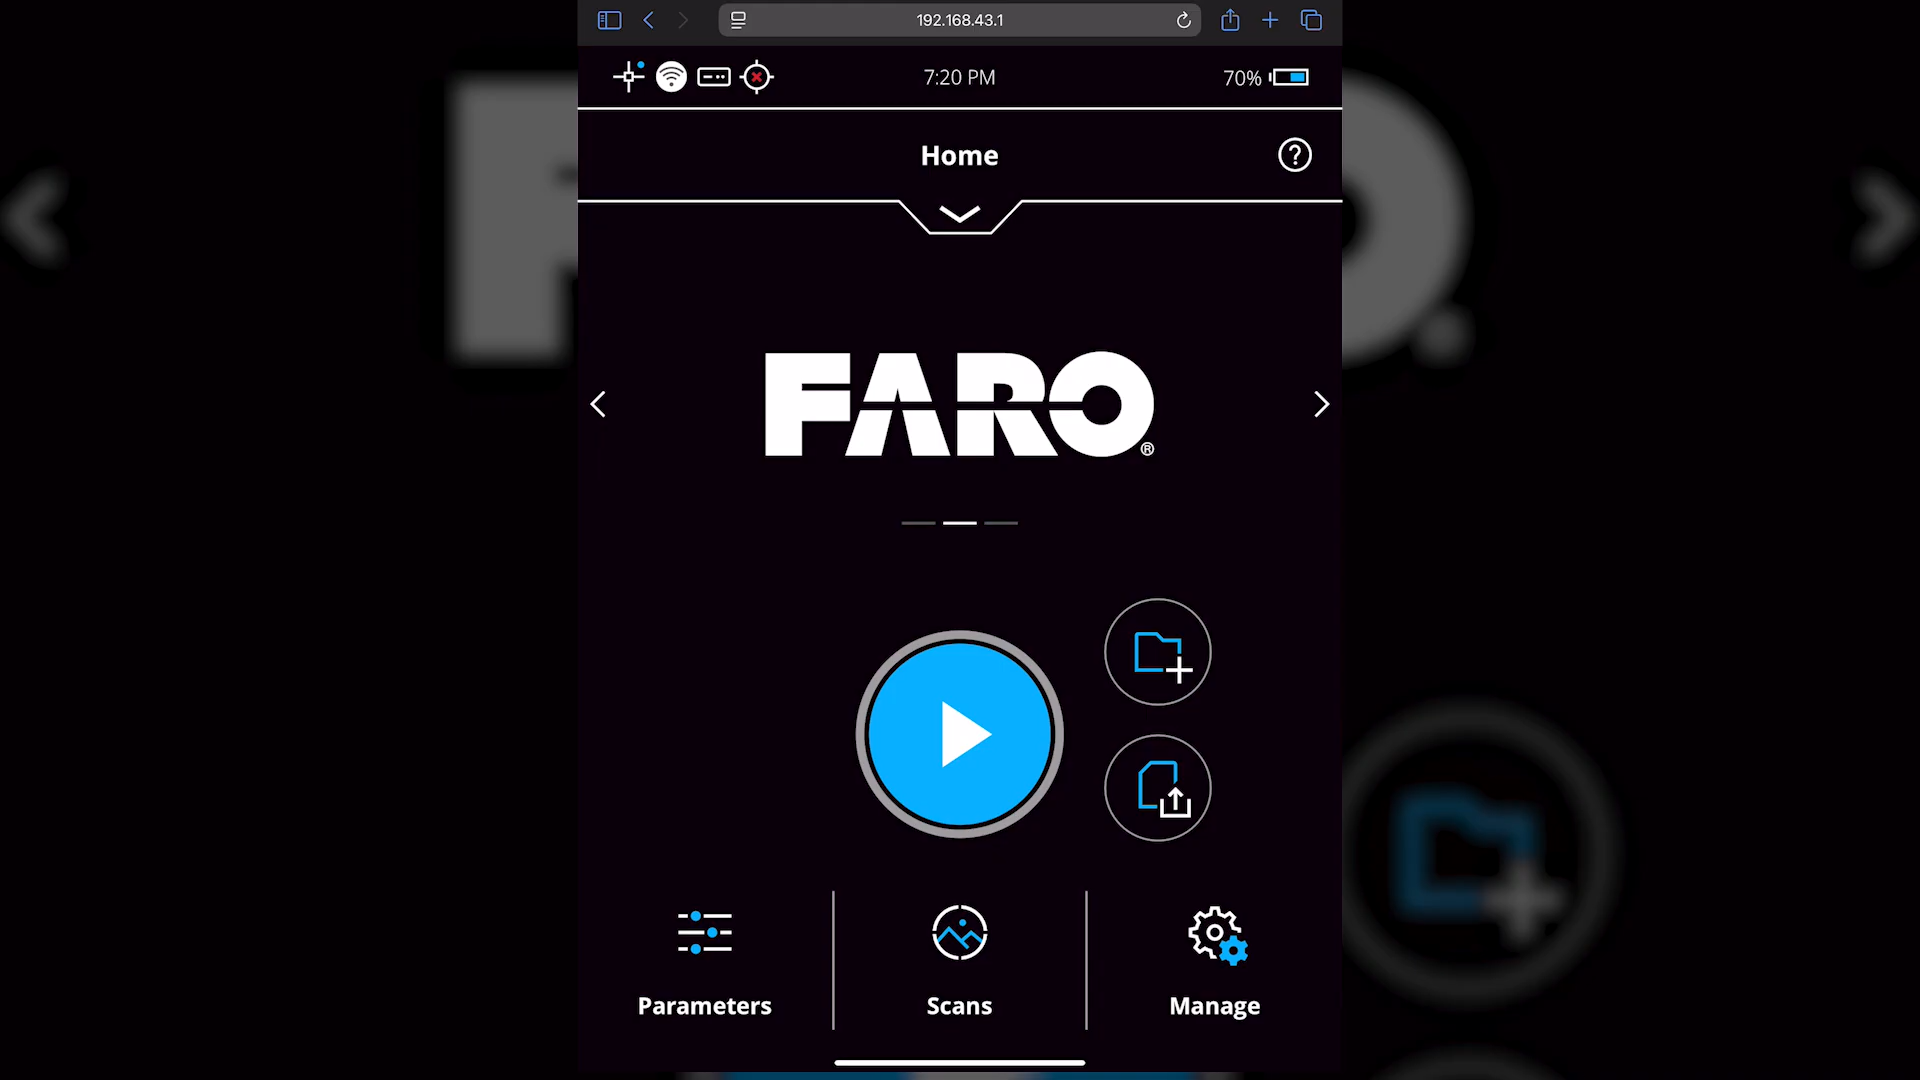 192.168.43.1
7:20 PM
70%
Home
FARO®
Parameters
Scans
Manage